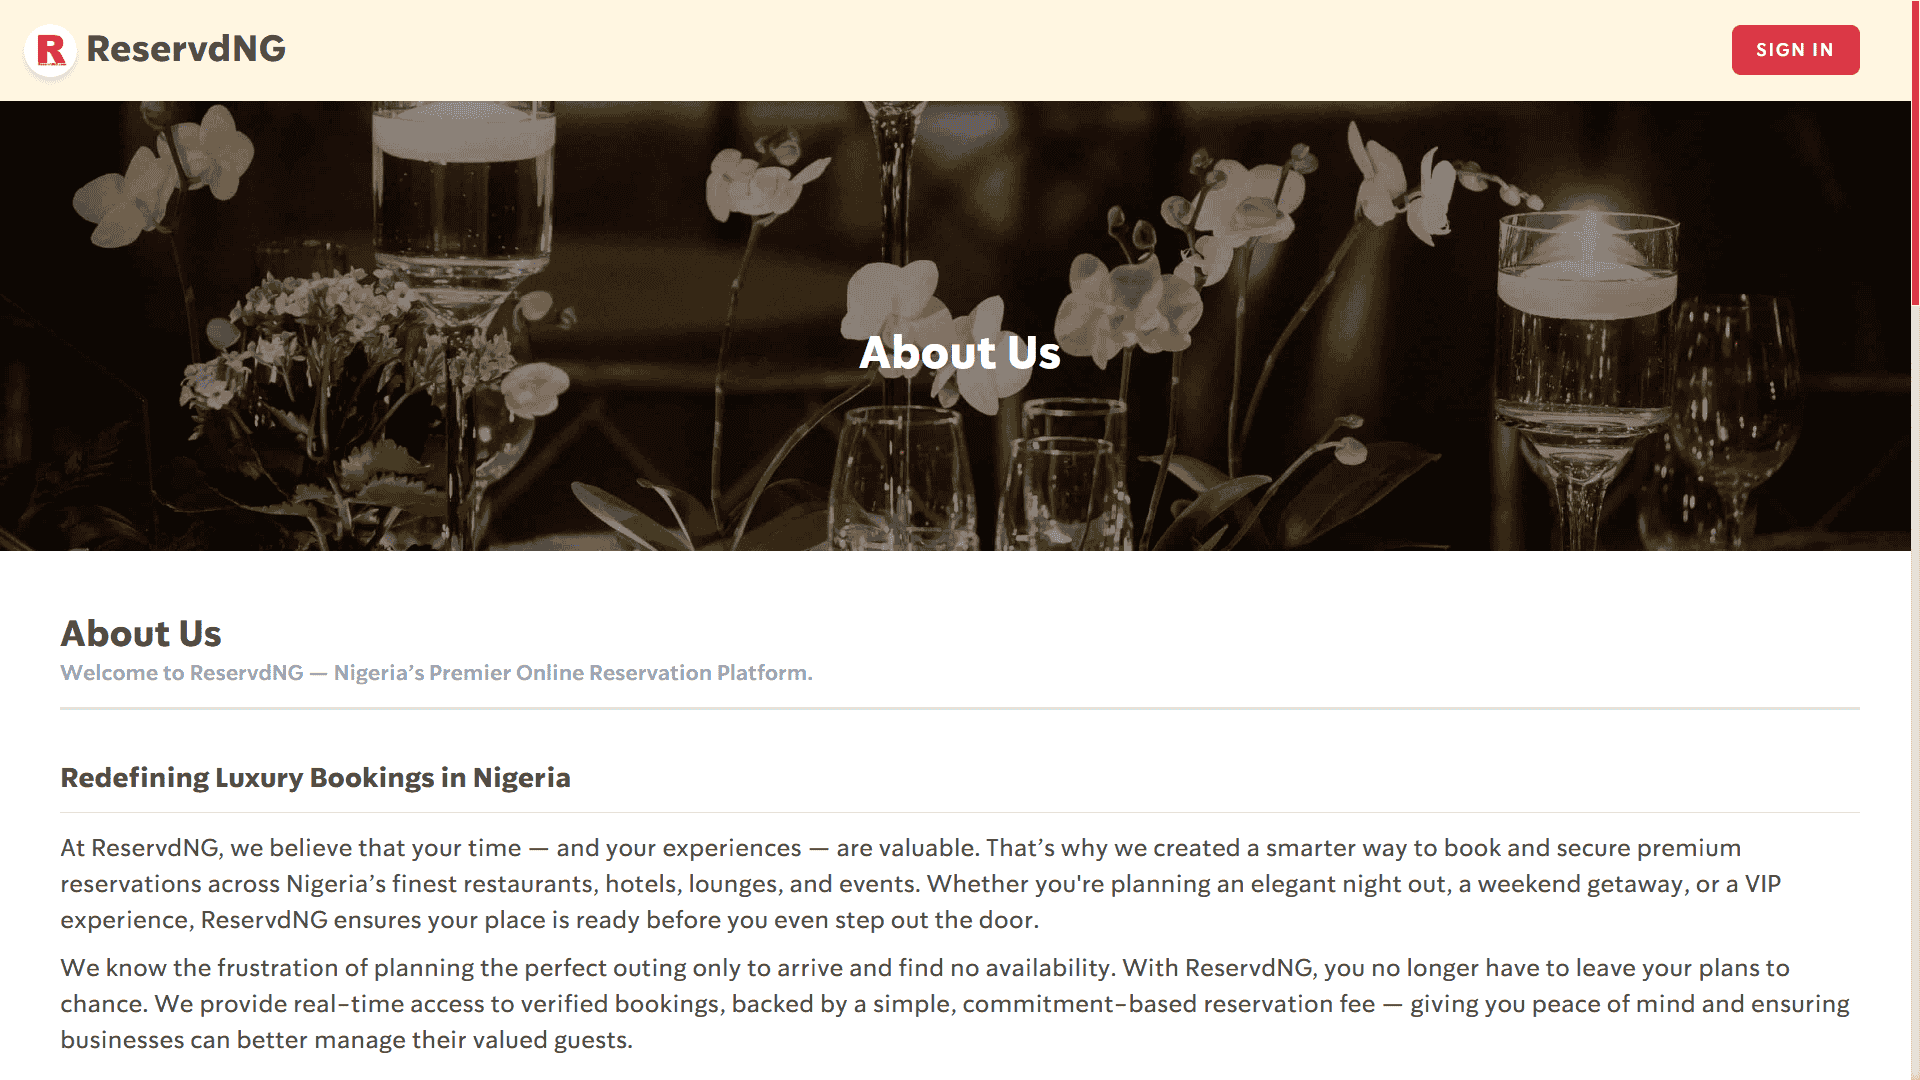 R ReservdNG
SIGN IN
About Us
About Us
Welcome to ReservdNG — Nigeria’s Premier Online Reservation Platform.
Redefining Luxury Bookings in Nigeria
At ReservdNG, we believe that your time — and your experiences — are valuable. That’s why we created a smarter way to book and secure premium
reservations across Nigeria’s finest restaurants, hotels, lounges, and events. Whether you're planning an elegant night out, a weekend getaway, or a VIP
experience, ReservdNG ensures your place is ready before you even step out the door.
We know the frustration of planning the perfect outing only to arrive and find no availability. With ReservdNG, you no longer have to leave your plans to
chance. We provide real-time access to verified bookings, backed by a simple, commitment-based reservation fee — giving you peace of mind and ensuring
businesses can better manage their valued guests.